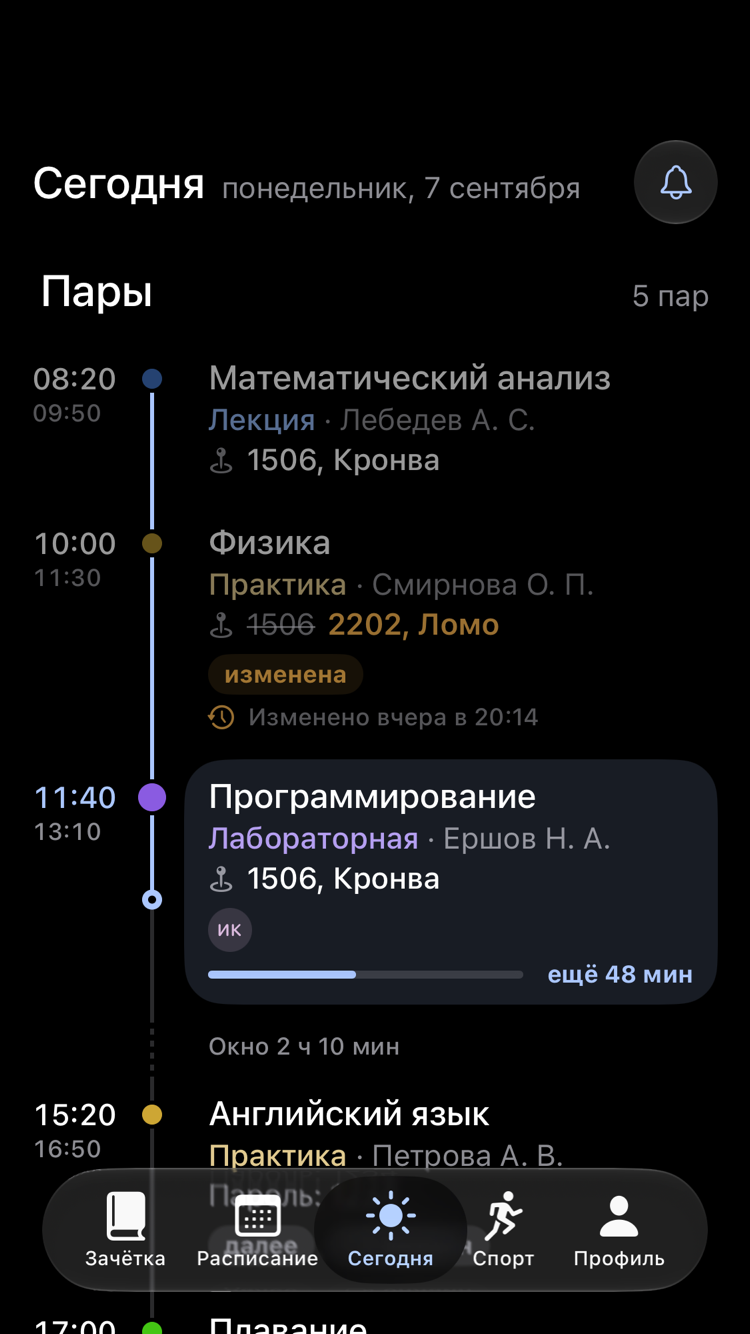 Сегодня понедельник, 7 сентября
Пары 5 пар
08:20 Математический анализ
09:50 Лекция · Лебедев А. С.
1506, Кронва
10:00 Физика
11:30 Практика · Смирнова О. П.
1506 2202, Ломо
изменена
Изменено вчера в 20:14
11:40 Программирование
13:10 Лабораторная · Ершов Н. А.
1506, Кронва
ИК
ещё 48 мин
Окно 2 ч 10 мин
15:20 Английский язык
16:50 Практика · Петрова А. В.
Пароль:
далее
Зачётка Расписание Сегодня Спорт Профиль
17:00 Плавание